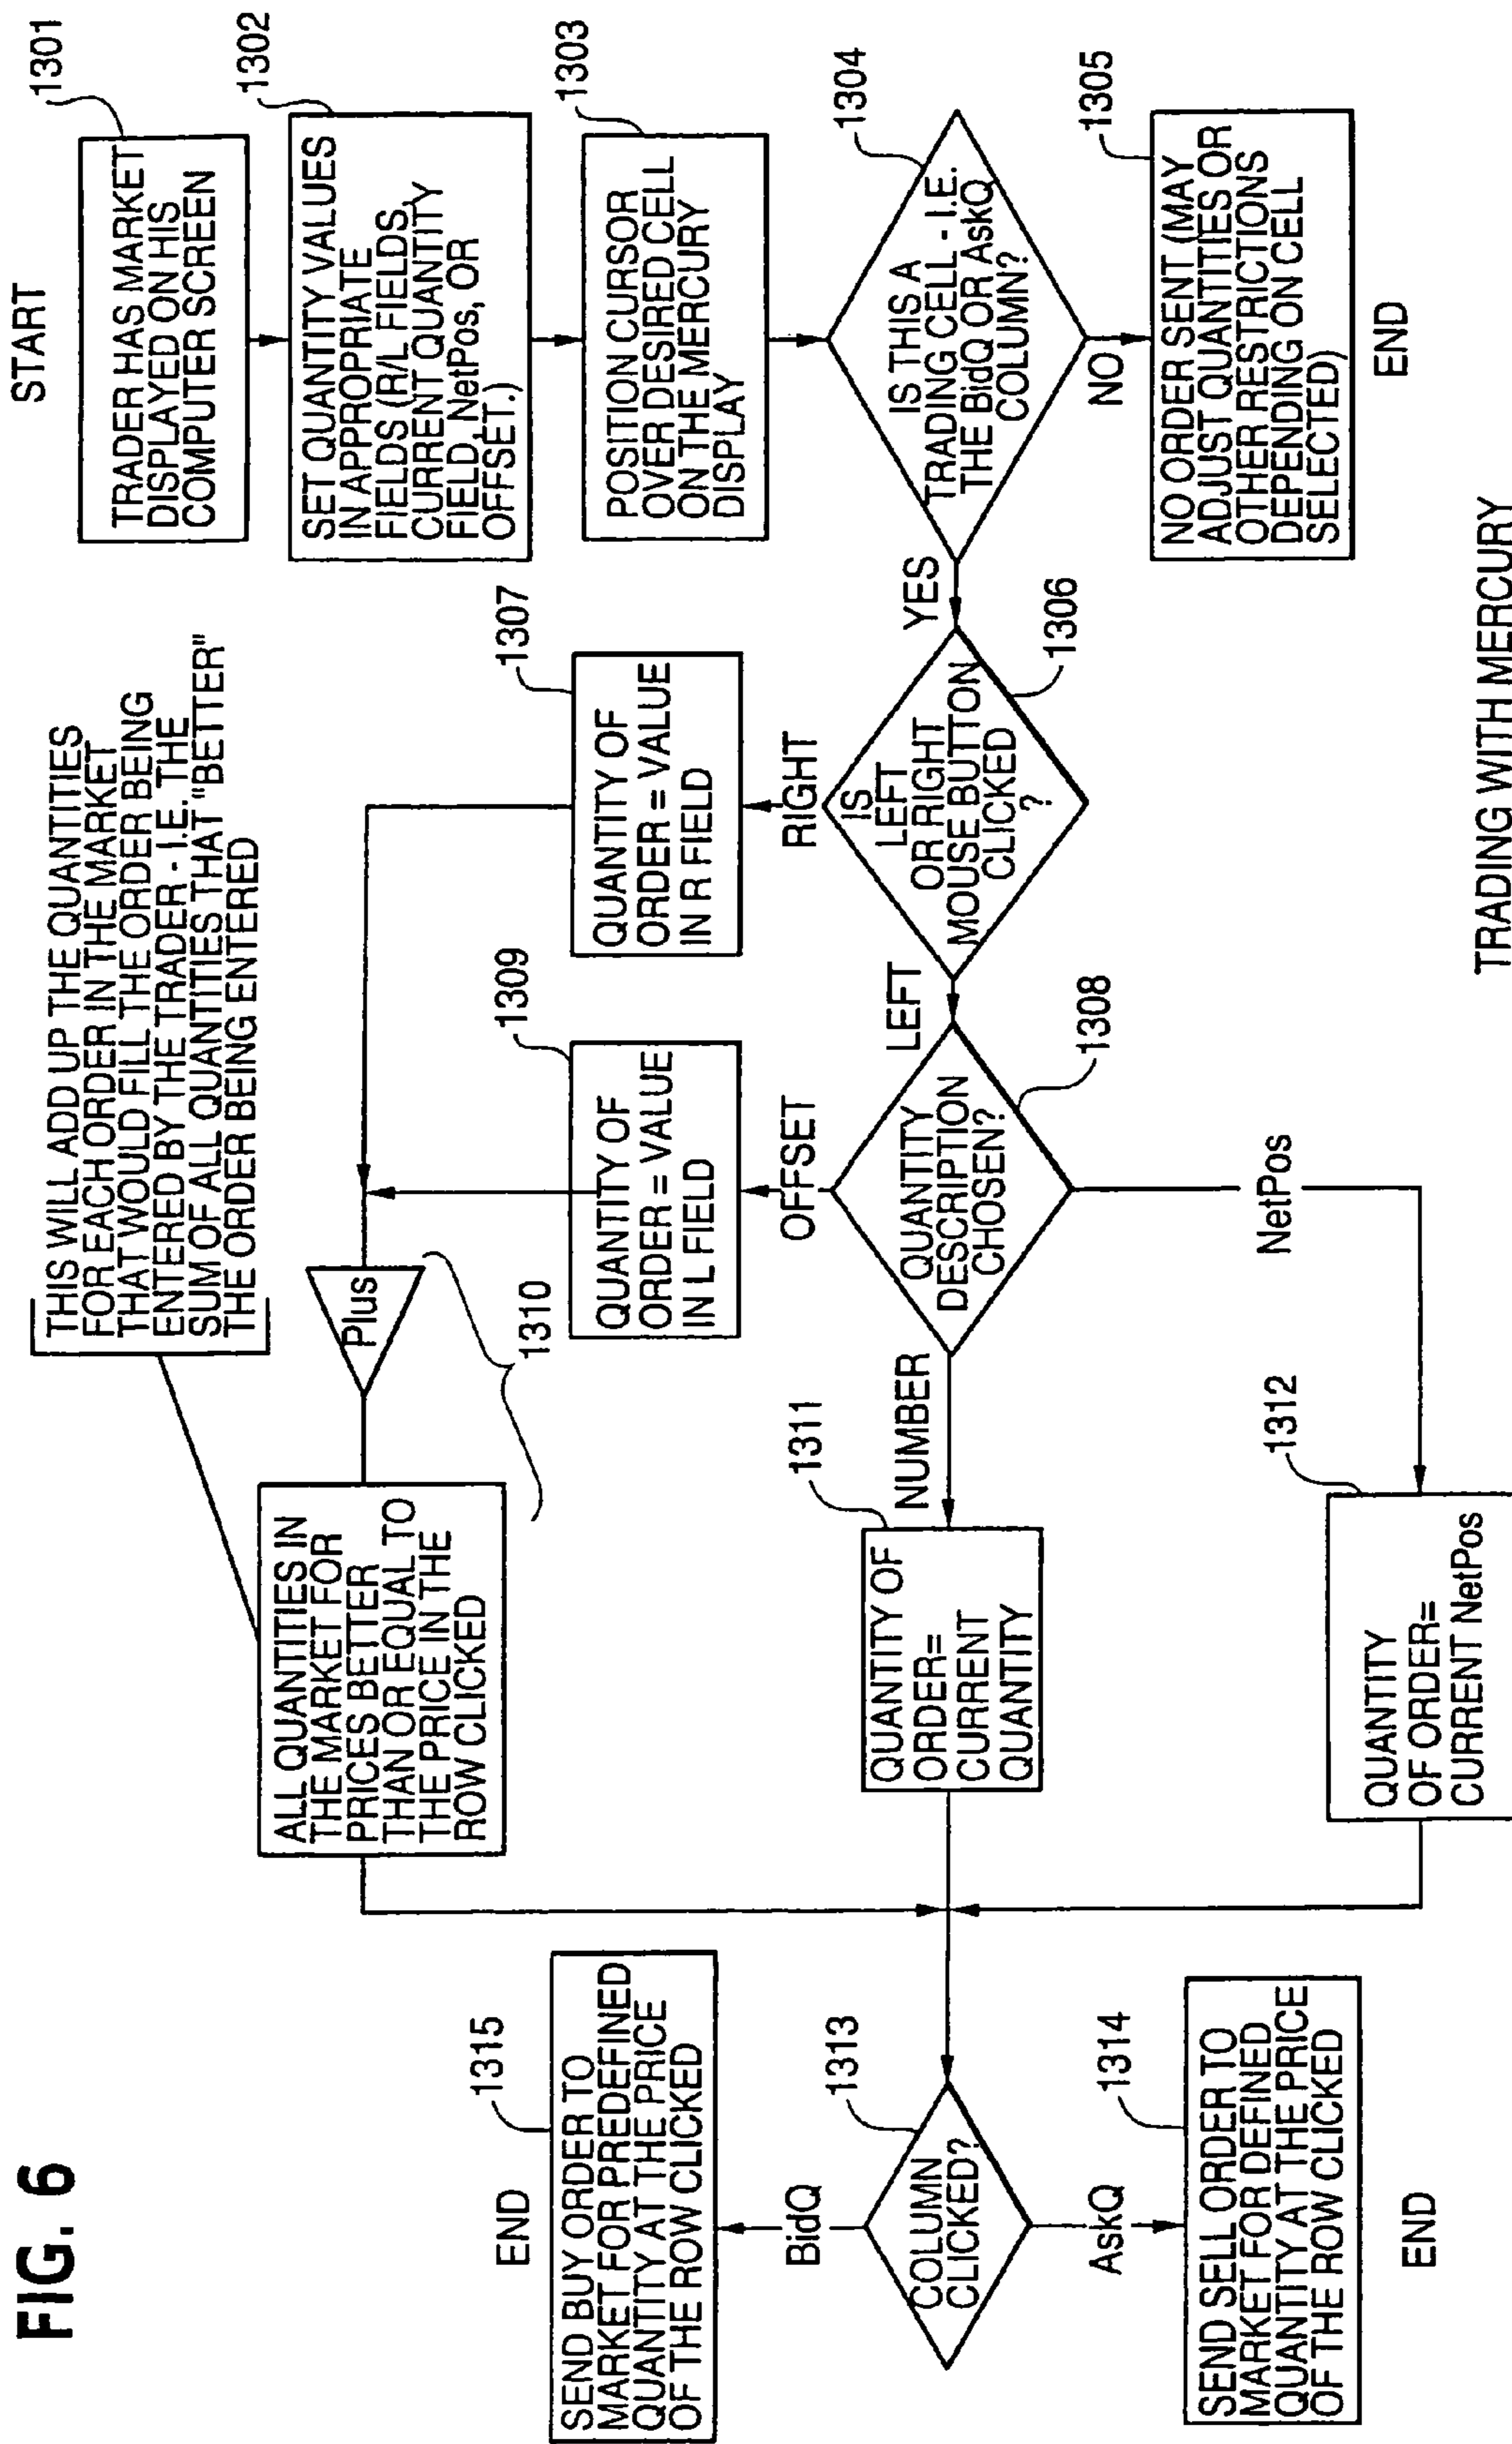 FIG. 6
START
1301
TRADER HAS MARKET
DISPLAYED ON HIS
COMPUTER SCREEN
1302
SET QUANTITY VALUES
IN APPROPRIATE
FIELDS (R/L FIELDS,
CURRENT QUANTITY
FIELD, NetPos, OR
OFFSET.)
1303
POSITION CURSOR
OVER DESIRED CELL
ON THE MERCURY
DISPLAY
1304
IS THIS A
TRADING CELL - I.E.
THE BidQ OR AskQ
COLUMN?
NO
1305
NO ORDER SENT (MAY
ADJUST QUANTITIES OR
OTHER RESTRICTIONS
DEPENDING ON CELL
SELECTED)
END
YES
1306
IS
LEFT
OR RIGHT
MOUSE BUTTON
CLICKED
?
RIGHT
1307
QUANTITY OF
ORDER = VALUE
IN R FIELD
LEFT
1308
QUANTITY
DESCRIPTION
CHOSEN?
OFFSET
1309
QUANTITY OF
ORDER = VALUE
IN L FIELD
Plus
1310
THIS WILL ADD UP THE QUANTITIES
FOR EACH ORDER IN THE MARKET
THAT WOULD FILL THE ORDER BEING
ENTERED BY THE TRADER - I.E. THE
SUM OF ALL QUANTITIES THAT "BETTER"
THE ORDER BEING ENTERED
ALL QUANTITIES IN
THE MARKET FOR
PRICES BETTER
THAN OR EQUAL TO
THE PRICE IN THE
ROW CLICKED
NUMBER
1311
QUANTITY OF
ORDER=
CURRENT
QUANTITY
NetPos
1312
QUANTITY
OF ORDER=
CURRENT NetPos
1313
COLUMN
CLICKED?
BidQ
1315
SEND BUY ORDER TO
MARKET FOR PREDEFINED
QUANTITY AT THE PRICE
OF THE ROW CLICKED
END
AskQ
1314
SEND SELL ORDER TO
MARKET FOR DEFINED
QUANTITY AT THE PRICE
OF THE ROW CLICKED
END
TRADING WITH MERCURY